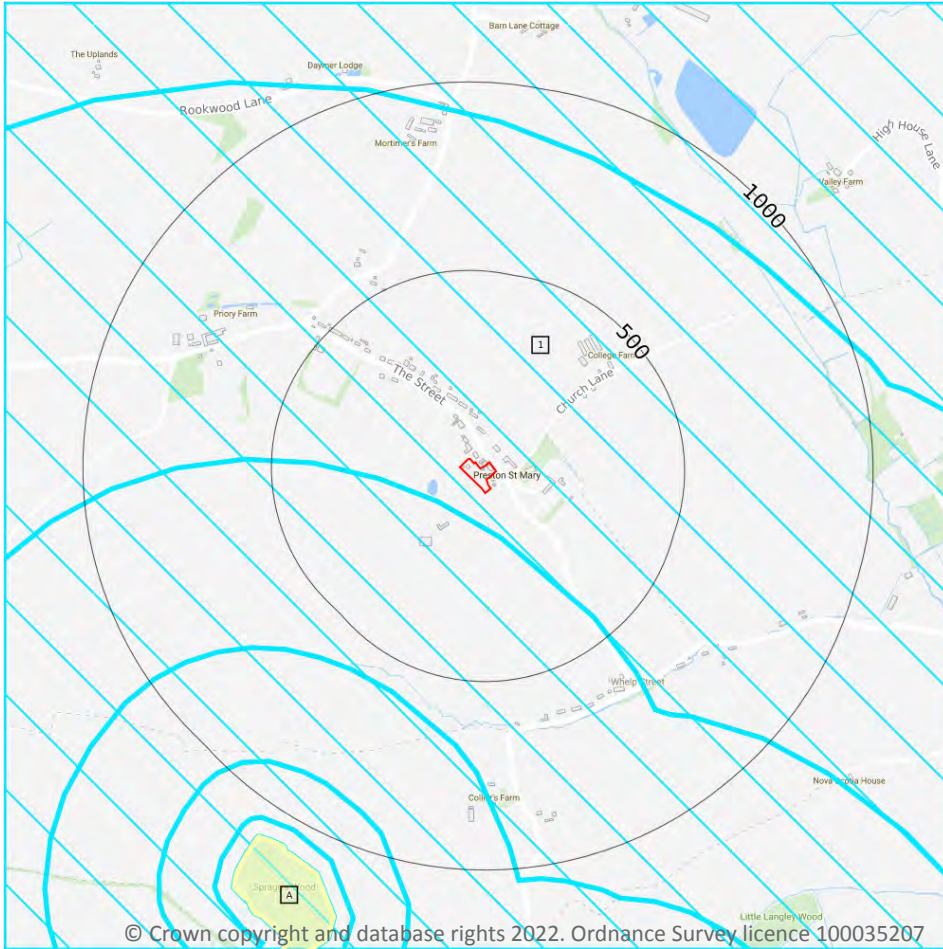 Barn Lane Cottage
The Uplands
Daymer Lodge
Rookwood Lane
High House Lane
Mortimer's Farm
Valley Farm
1000
Priory Farm
500
1
College Farm
The Street
Church Lane
Preston St Mary
Whelp Street
Nova Scotia House
Collier's Farm
Spragg's Wood
A
Little Langley Wood
© Crown copyright and database rights 2022. Ordnance Survey licence 100035207